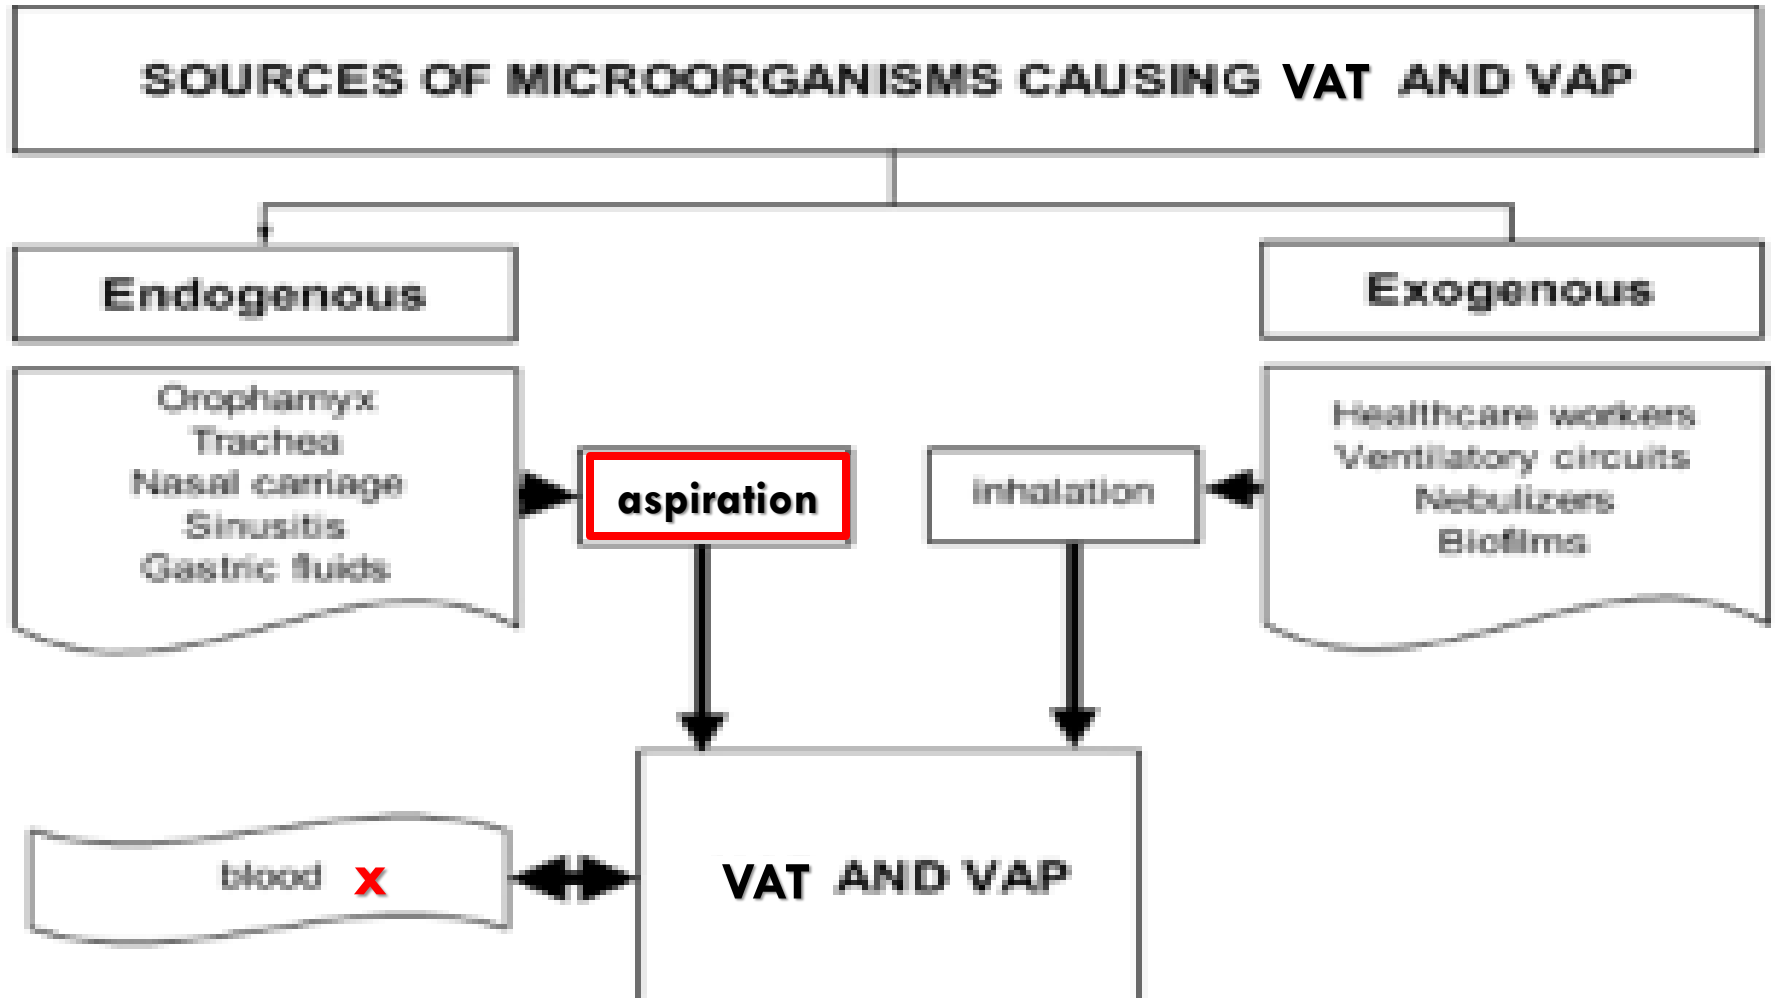 SOURCES OF MICROORGANISMS CAUSING VAT AND VAP
Endogenous
Exogenous
Orophamyx
Trachea
Nasal carriage
Sinusitis
Gastric fluids
aspiration
inhalation
Healthcare workers
Ventilatory circuits
Nebulizers
Biofilms
blood x
VAT AND VAP